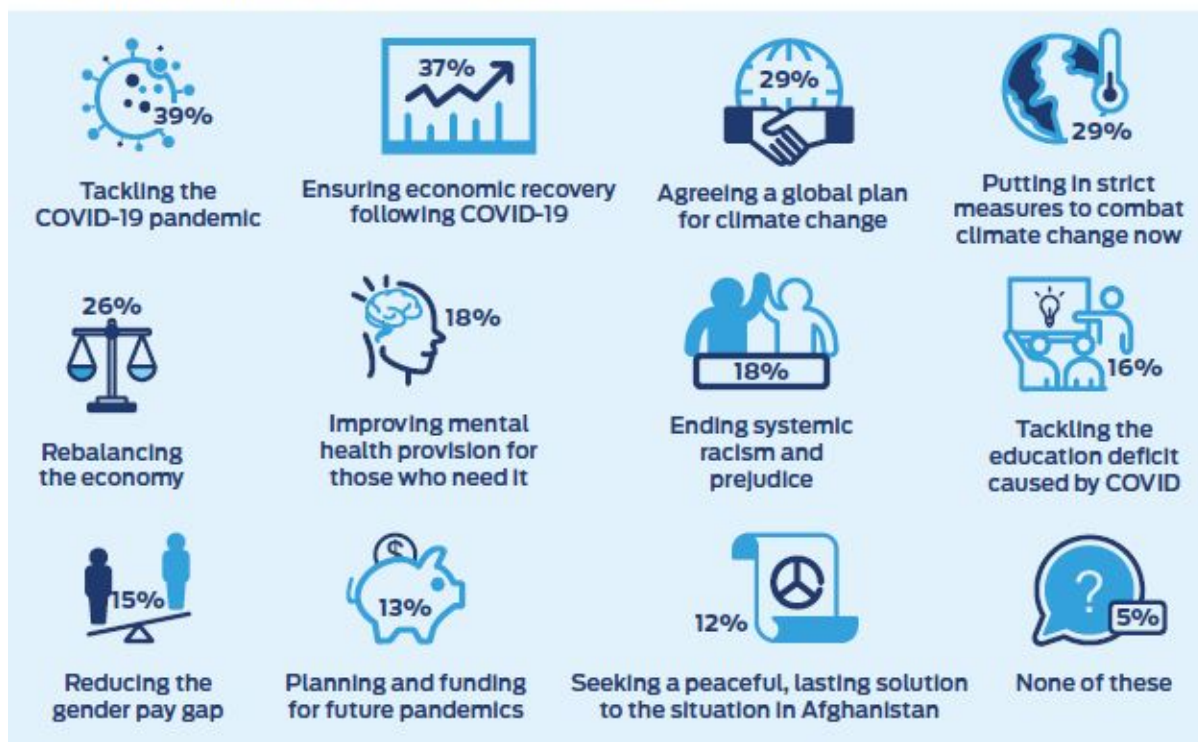 39%
Tackling the
COVID-19 pandemic
37%
Ensuring economic recovery
following COVID-19
29%
Agreeing a global plan
for climate change
29%
Putting in strict
measures to combat
climate change now
26%
Rebalancing
the economy
18%
Improving mental
health provision for
those who need it
18%
Ending systemic
racism and
prejudice
16%
Tackling the
education deficit
caused by COVID
15%
Reducing the
gender pay gap
$
13%
Planning and funding
for future pandemics
12%
Seeking a peaceful, lasting solution
to the situation in Afghanistan
?
5%
None of these